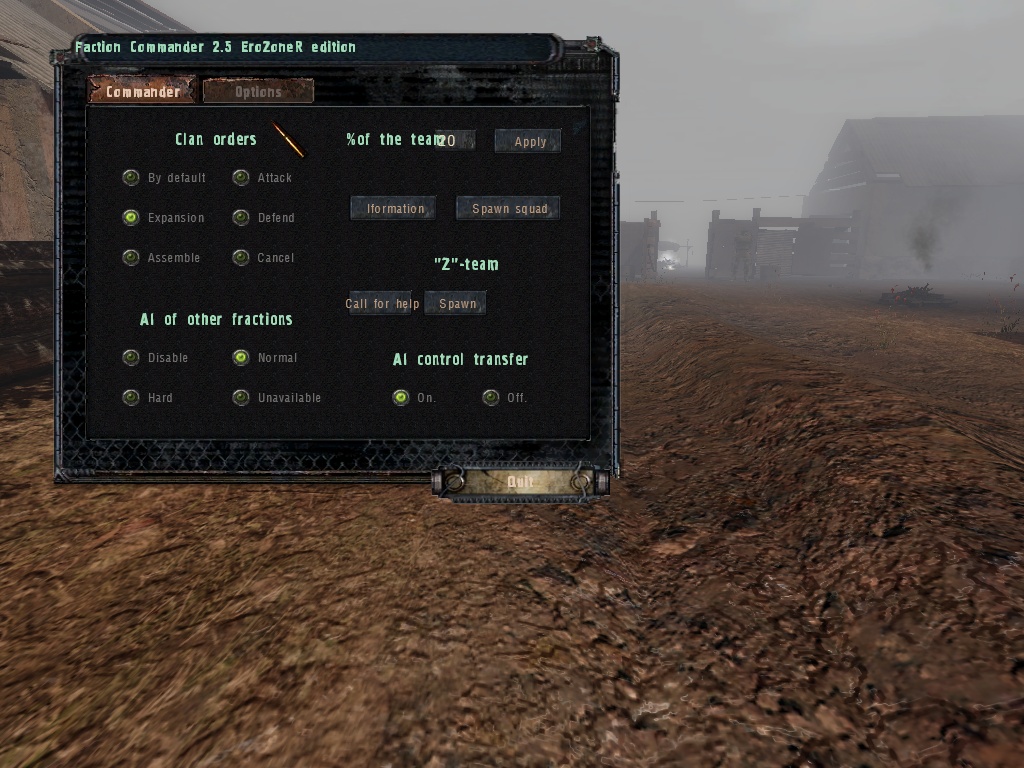 Faction Commander 2.5 EroZoneR edition
Commander Options
Clan orders
By default Attack
Expansion Defend
Assemble Cancel
AI of other fractions
Disable Normal
Hard Unavailable
%of the team 20 Apply
Iformation Spawn squad
"Z"-team
Call for help Spawn
AI control transfer
On. Off.
Quit